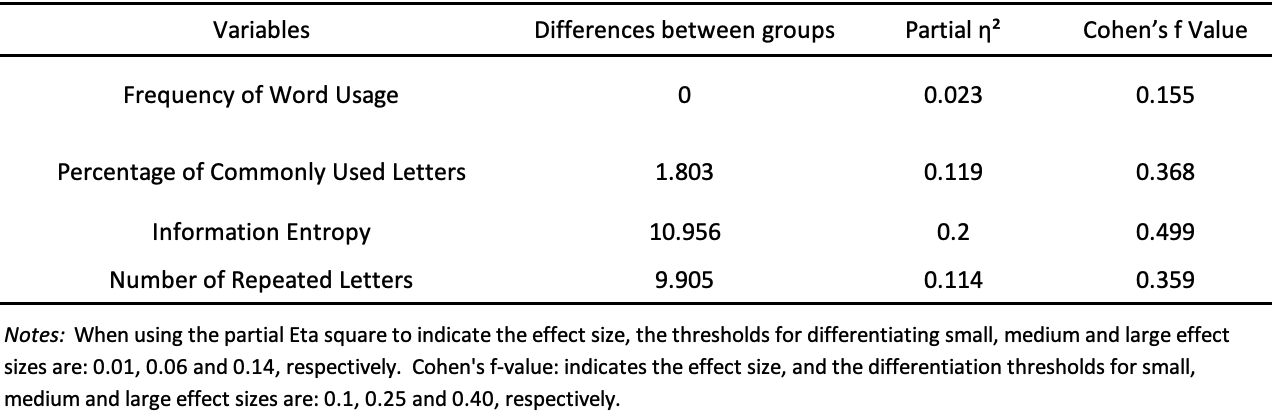 Variables Differences between groups Partial η² Cohen’s f Value
Frequency of Word Usage 0 0.023 0.155
Percentage of Commonly Used Letters 1.803 0.119 0.368
Information Entropy 10.956 0.2 0.499
Number of Repeated Letters 9.905 0.114 0.359
Notes: When using the partial Eta square to indicate the effect size, the thresholds for differentiating small, medium and large effect
sizes are: 0.01, 0.06 and 0.14, respectively. Cohen's f-value: indicates the effect size, and the differentiation thresholds for small,
medium and large effect sizes are: 0.1, 0.25 and 0.40, respectively.